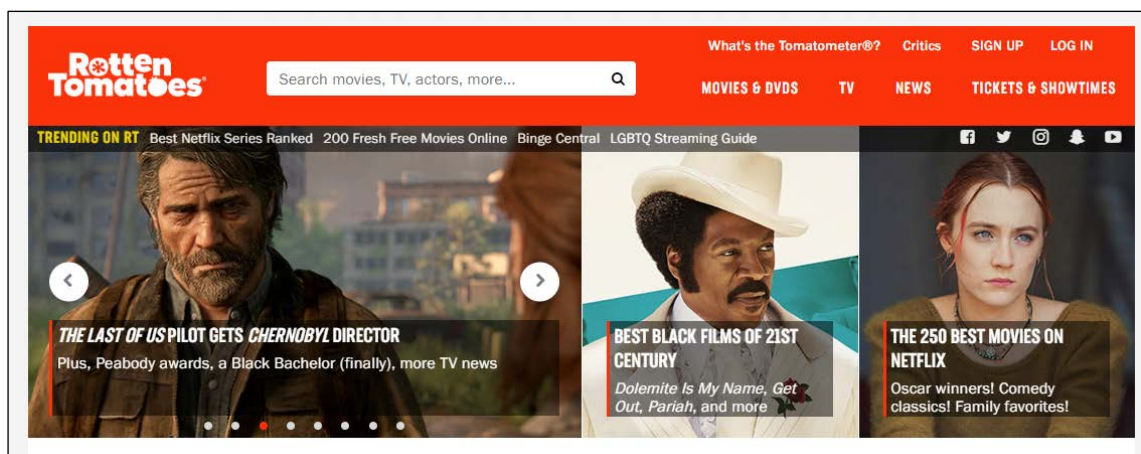 What's the Tomatometer®? Critics SIGN UP LOG IN
Rotten
Tomatoes
Search movies, TV, actors, more...
MOVIES & DVDS TV NEWS TICKETS & SHOWTIMES
TRENDING ON RT Best Netflix Series Ranked 200 Fresh Free Movies Online Binge Central LGBTQ Streaming Guide
THE LAST OF US PILOT GETS CHERNOBYL DIRECTOR
Plus, Peabody awards, a Black Bachelor (finally), more TV news
BEST BLACK FILMS OF 21ST
CENTURY
Dolemite Is My Name, Get
Out, Pariah, and more
THE 250 BEST MOVIES ON
NETFLIX
Oscar winners! Comedy
classics! Family favorites!